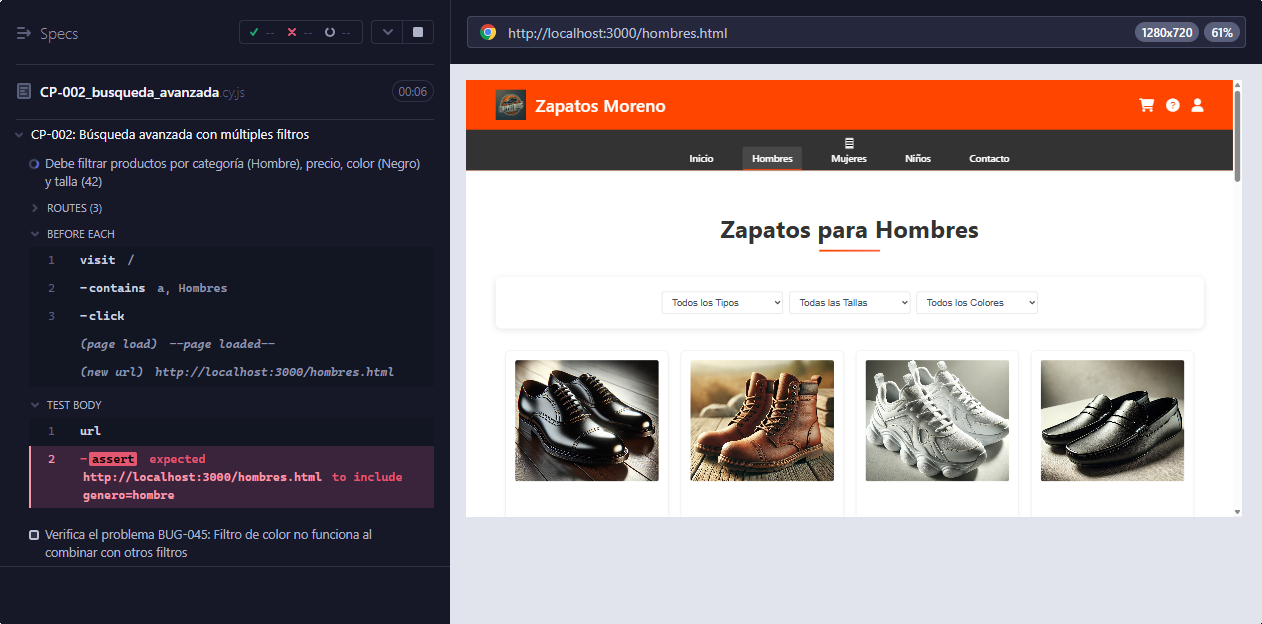 Specs
-- -- --
CP-002_busqueda_avanzada.cy.js
00:06
CP-002: Búsqueda avanzada con múltiples filtros
Debe filtrar productos por categoría (Hombre), precio, color (Negro)
y talla (42)
ROUTES (3)
BEFORE EACH
1 visit /
2 -contains a, Hombres
3 -click
(page load) --page loaded--
(new url) http://localhost:3000/hombres.html
TEST BODY
1 url
2 -assert expected
http://localhost:3000/hombres.html to include
genero=hombre
Verifica el problema BUG-045: Filtro de color no funciona al
combinar con otros filtros
http://localhost:3000/hombres.html
1280x720
61%
Zapatos Moreno
Inicio
Hombres
Mujeres
Niños
Contacto
Zapatos para Hombres
Todos los Tipos
Todas las Tallas
Todos los Colores